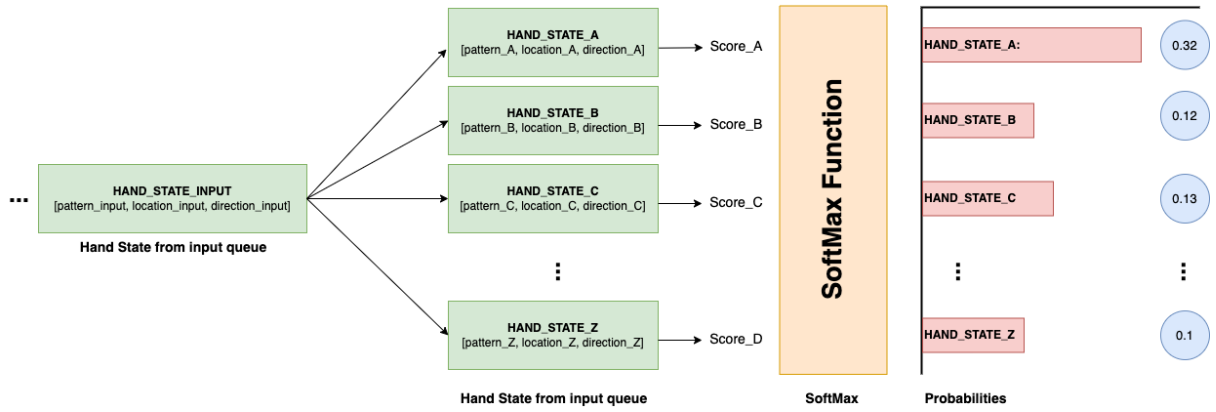 HAND_STATE_A
[pattern_A, location_A, direction_A]
Score_A
HAND_STATE_A:
0.32
HAND_STATE_B
[pattern_B, location_B, direction_B]
Score_B
HAND_STATE_B
0.12
...
HAND_STATE_INPUT
[pattern_input, location_input, direction_input]
Hand State from input queue
HAND_STATE_C
[pattern_C, location_C, direction_C]
Score_C
SoftMax Function
HAND_STATE_C
0.13
...
...
...
HAND_STATE_Z
[pattern_Z, location_Z, direction_Z]
Score_D
HAND_STATE_Z
0.1
Hand State from input queue
SoftMax
Probabilities